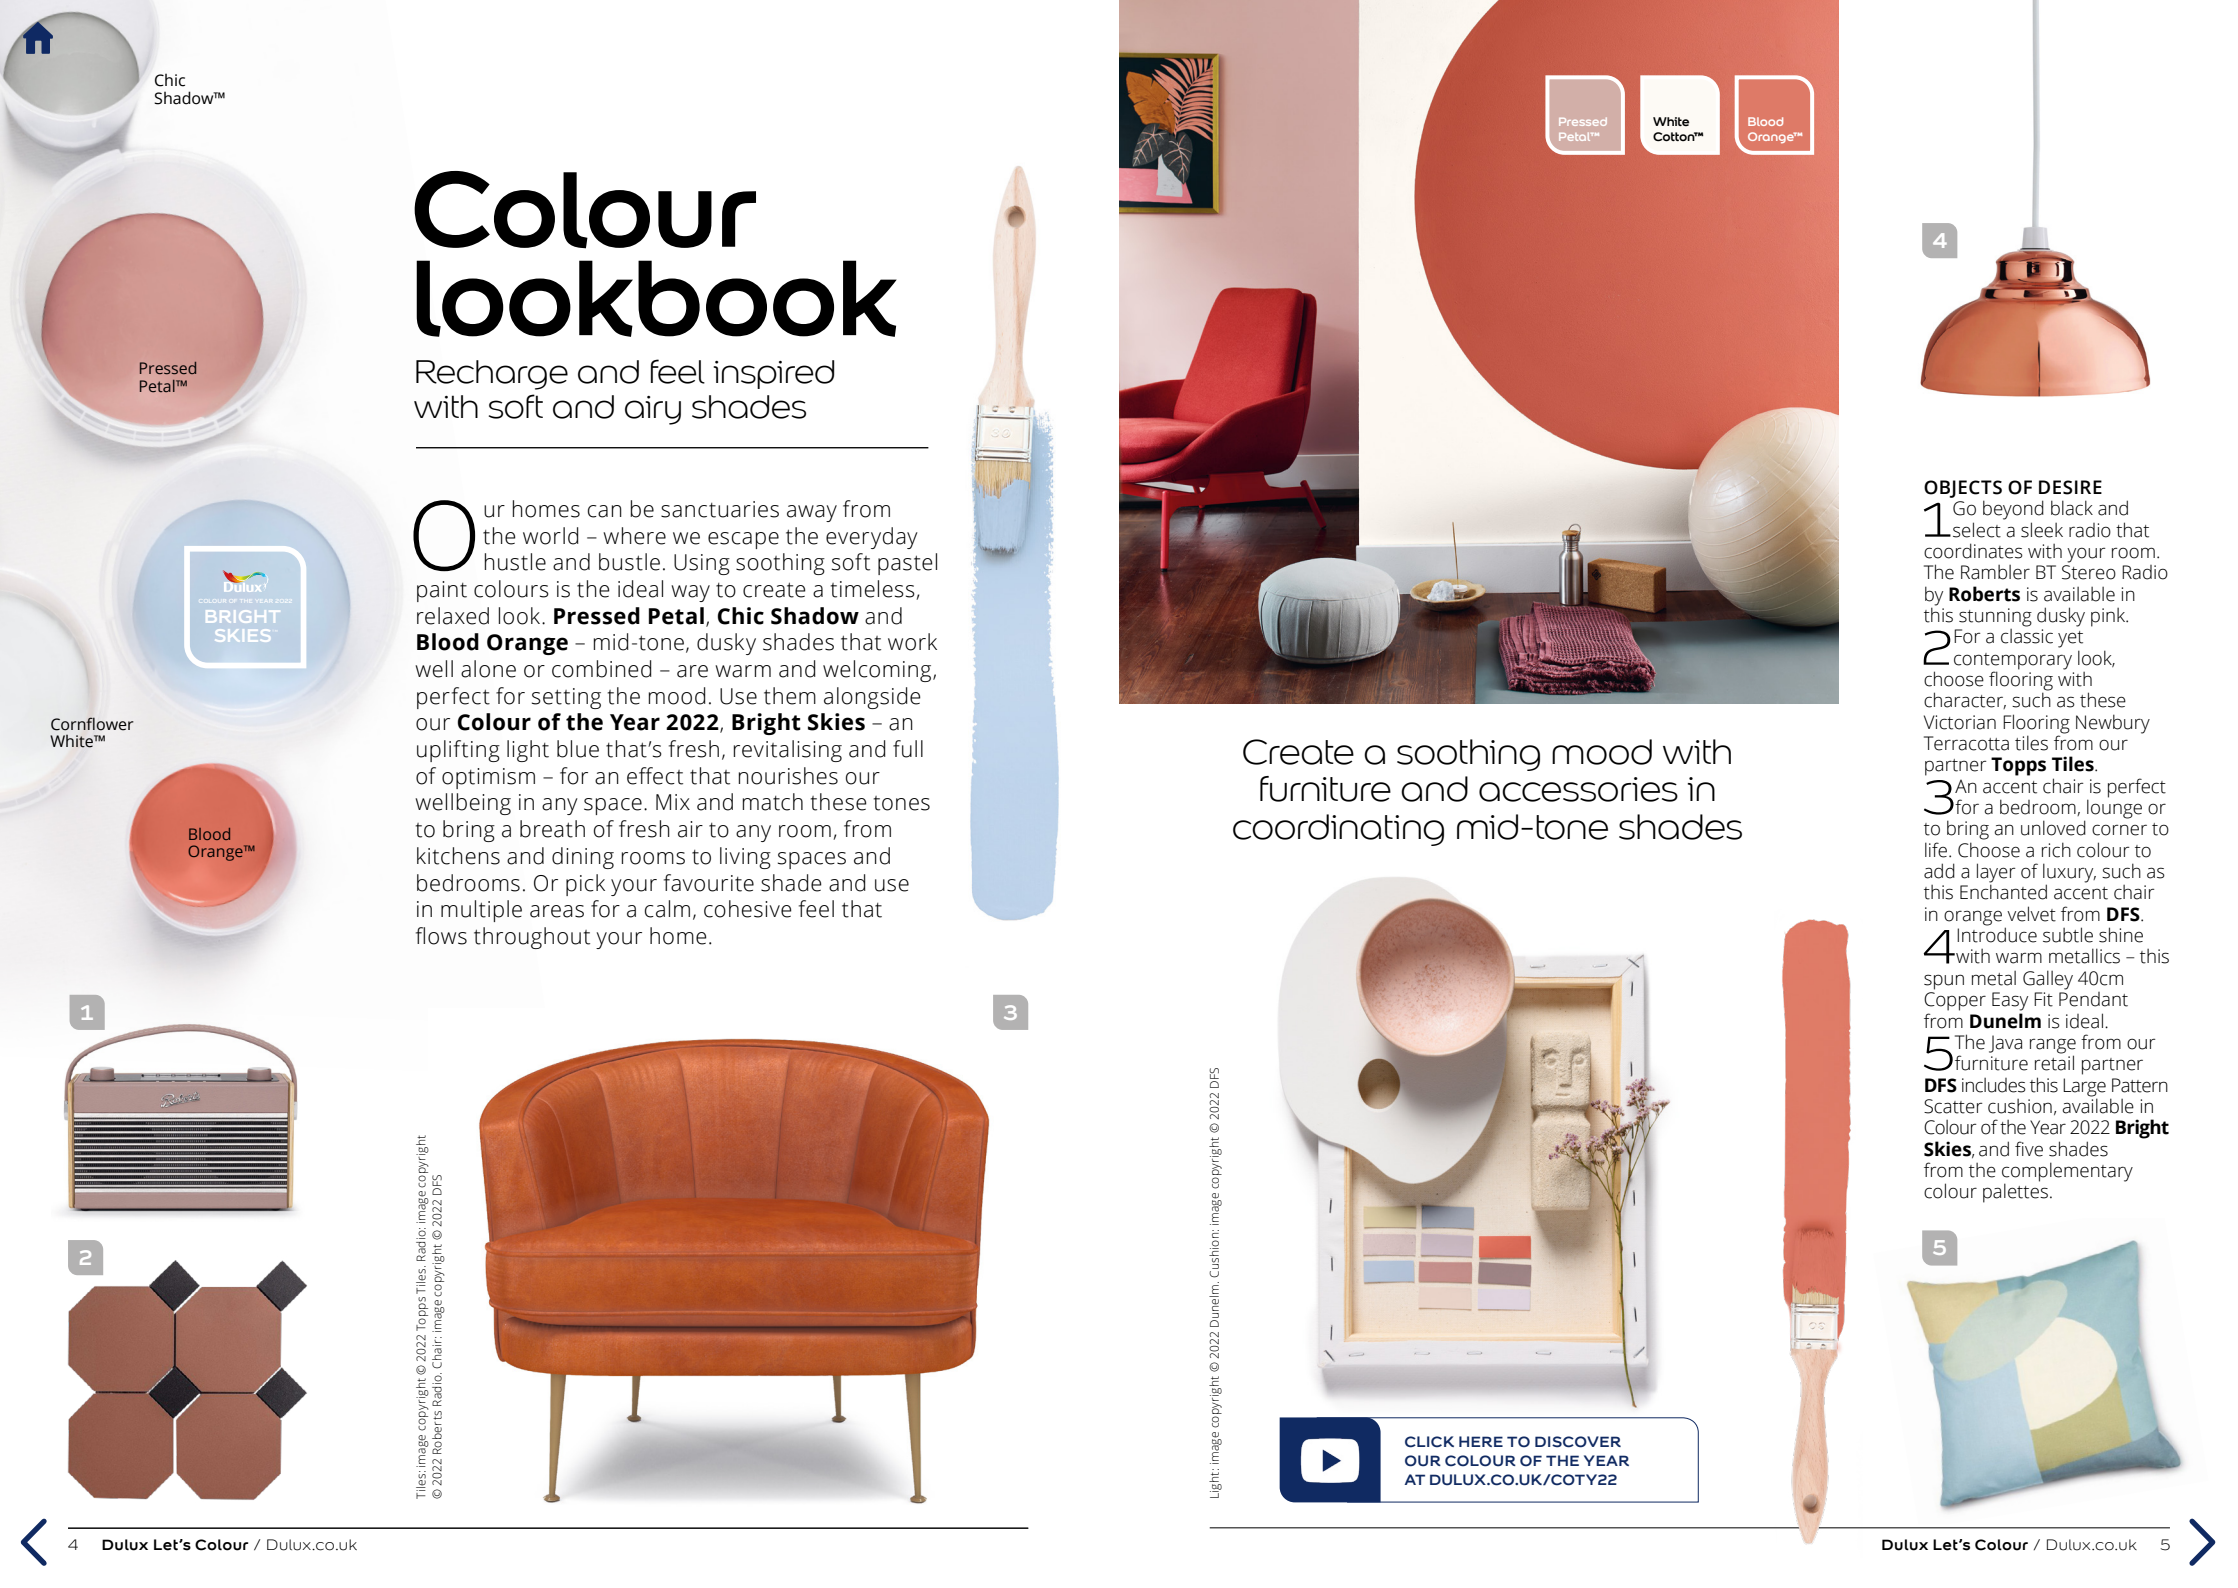 Chic
Shadow™
Pressed
Petal™
Dulux
COLOUR OF THE YEAR 2022
BRIGHT
SKIES™
Cornflower
White™
Blood
Orange™
Colour
lookbook
Recharge and feel inspired
with soft and airy shades
Our homes can be sanctuaries away from
the world – where we escape the everyday
hustle and bustle. Using soothing soft pastel
paint colours is the ideal way to create a timeless,
relaxed look. Pressed Petal, Chic Shadow and
Blood Orange – mid-tone, dusky shades that work
well alone or combined – are warm and welcoming,
perfect for setting the mood. Use them alongside
our Colour of the Year 2022, Bright Skies – an
uplifting light blue that’s fresh, revitalising and full
of optimism – for an effect that nourishes our
wellbeing in any space. Mix and match these tones
to bring a breath of fresh air to any room, from
kitchens and dining rooms to living spaces and
bedrooms. Or pick your favourite shade and use
in multiple areas for a calm, cohesive feel that
flows throughout your home.
1
Roberts
2
3
Tiles: image copyright © 2022 Topps Tiles. Radio: image copyright
© 2022 Roberts Radio. Chair: image copyright © 2022 DFS
4 Dulux Let’s Colour / Dulux.co.uk
Pressed
Petal™
White
Cotton™
Blood
Orange™
Create a soothing mood with
furniture and accessories in
coordinating mid-tone shades
Light: image copyright © 2022 Dunelm. Cushion: image copyright © 2022 DFS
CLICK HERE TO DISCOVER
OUR COLOUR OF THE YEAR
AT DULUX.CO.UK/COTY22
4
OBJECTS OF DESIRE
1 Go beyond black and
select a sleek radio that
coordinates with your room.
The Rambler BT Stereo Radio
by Roberts is available in
this stunning dusky pink.
2 For a classic yet
contemporary look,
choose flooring with
character, such as these
Victorian Flooring Newbury
Terracotta tiles from our
partner Topps Tiles.
3 An accent chair is perfect
for a bedroom, lounge or
to bring an unloved corner to
life. Choose a rich colour to
add a layer of luxury, such as
this Enchanted accent chair
in orange velvet from DFS.
4 Introduce subtle shine
with warm metallics – this
spun metal Galley 40cm
Copper Easy Fit Pendant
from Dunelm is ideal.
5 The Java range from our
furniture retail partner
DFS includes this Large Pattern
Scatter cushion, available in
Colour of the Year 2022 Bright
Skies, and five shades
from the complementary
colour palettes.
5
Dulux Let’s Colour / Dulux.co.uk 5